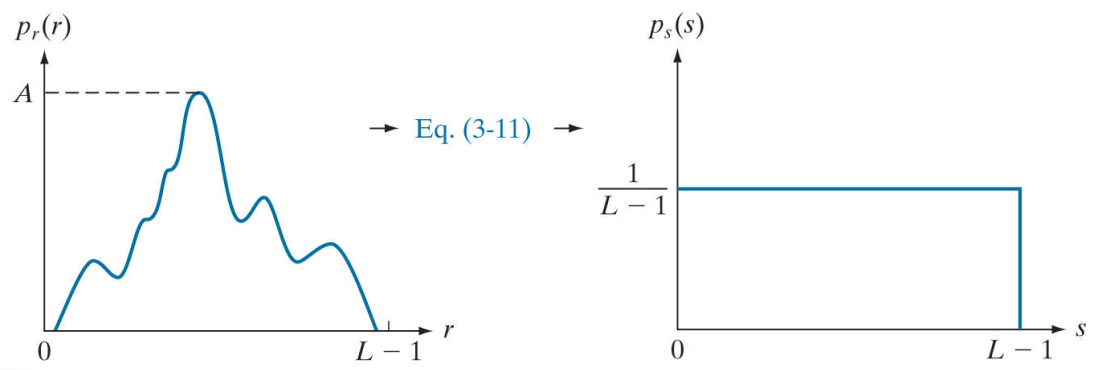 p_r(r)
A
0
L − 1
r
Eq. (3-11)
p_s(s)
1
L − 1
0
L − 1
s